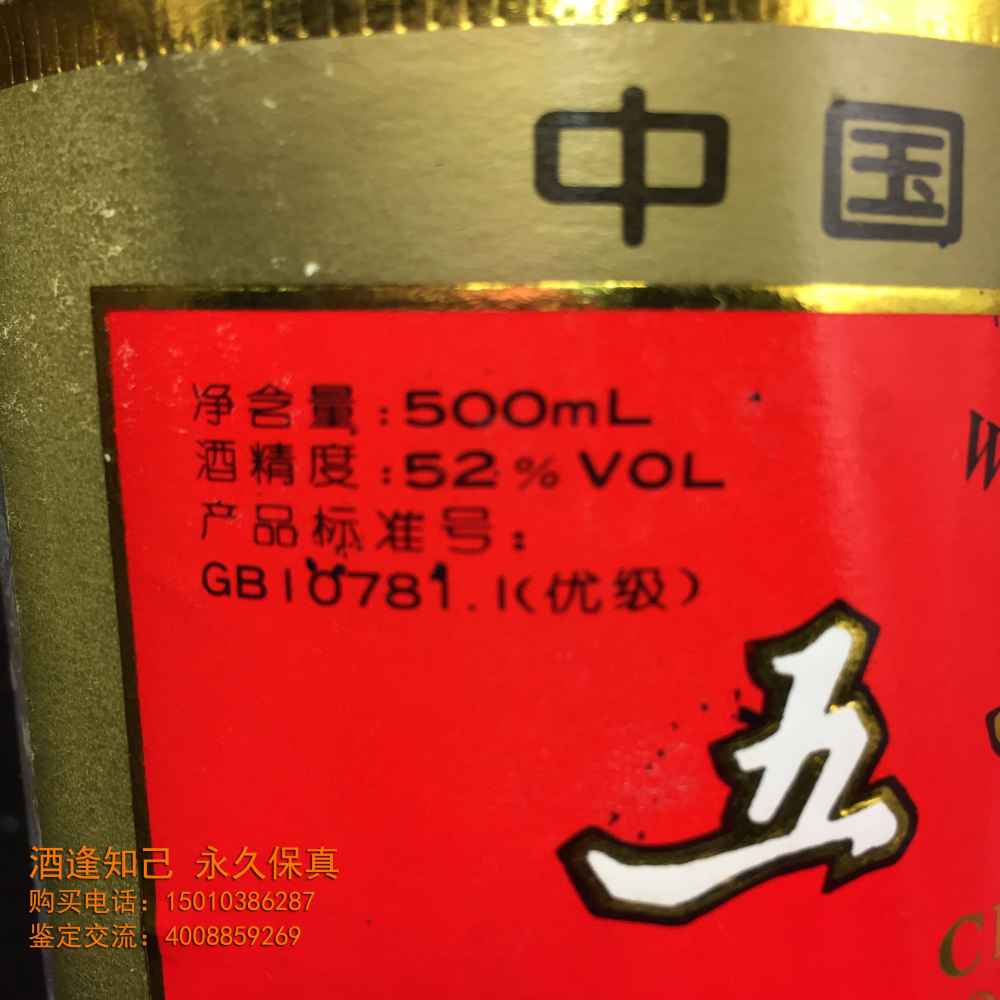 中国
净含量:500mL
酒精度:52%VOL
产品标准号:
GB10781.1(优级)
五
酒逢知己 永久保真
购买电话：15010386287
鉴定交流：4008859269